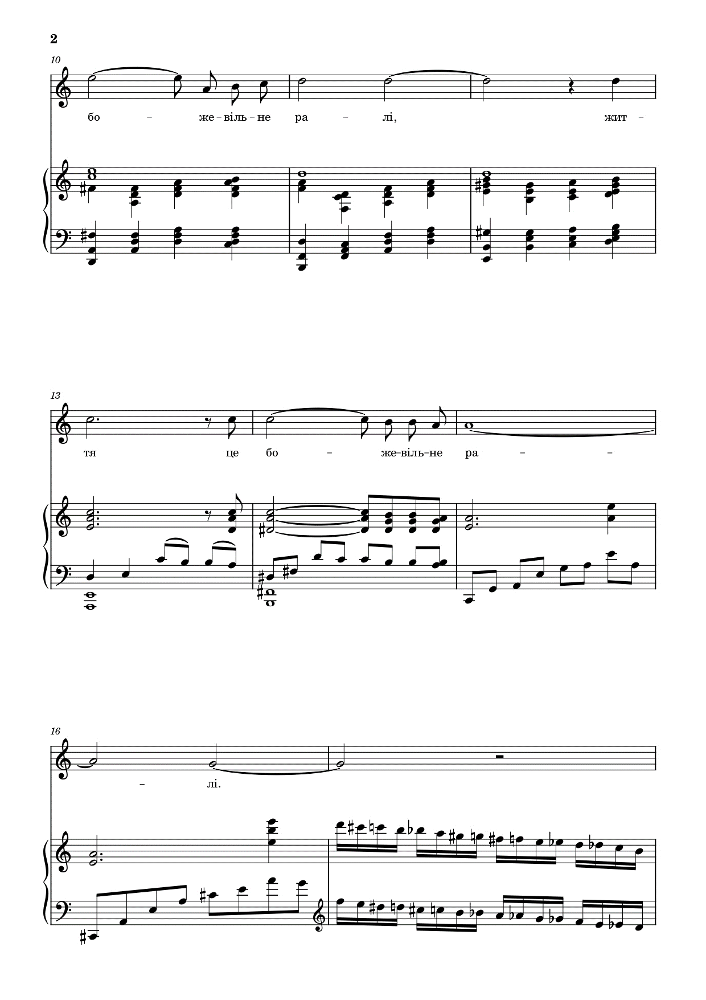 2
10
бо – же – віль – не ра – лі, жит –
13
тя це бо – же – віль – не ра – –
16
– лі.